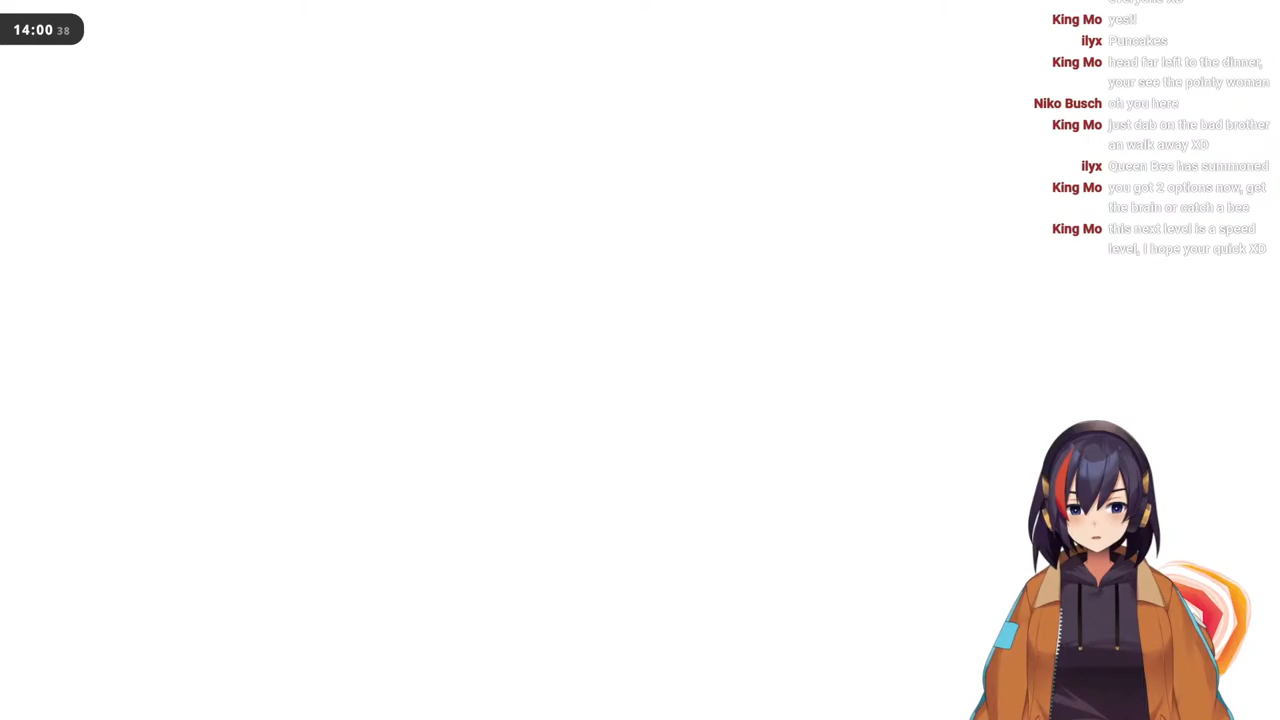 14:00 38
everyone XD
King Mo yes!!
ilyx Puncakes
King Mo head far left to the dinner,
your see the pointy woman
Niko Busch oh you here
King Mo just dab on the bad brother
an walk away XD
ilyx Queen Bee has summoned
King Mo you got 2 options now, get
the brain or catch a bee
King Mo this next level is a speed
level, I hope your quick XD